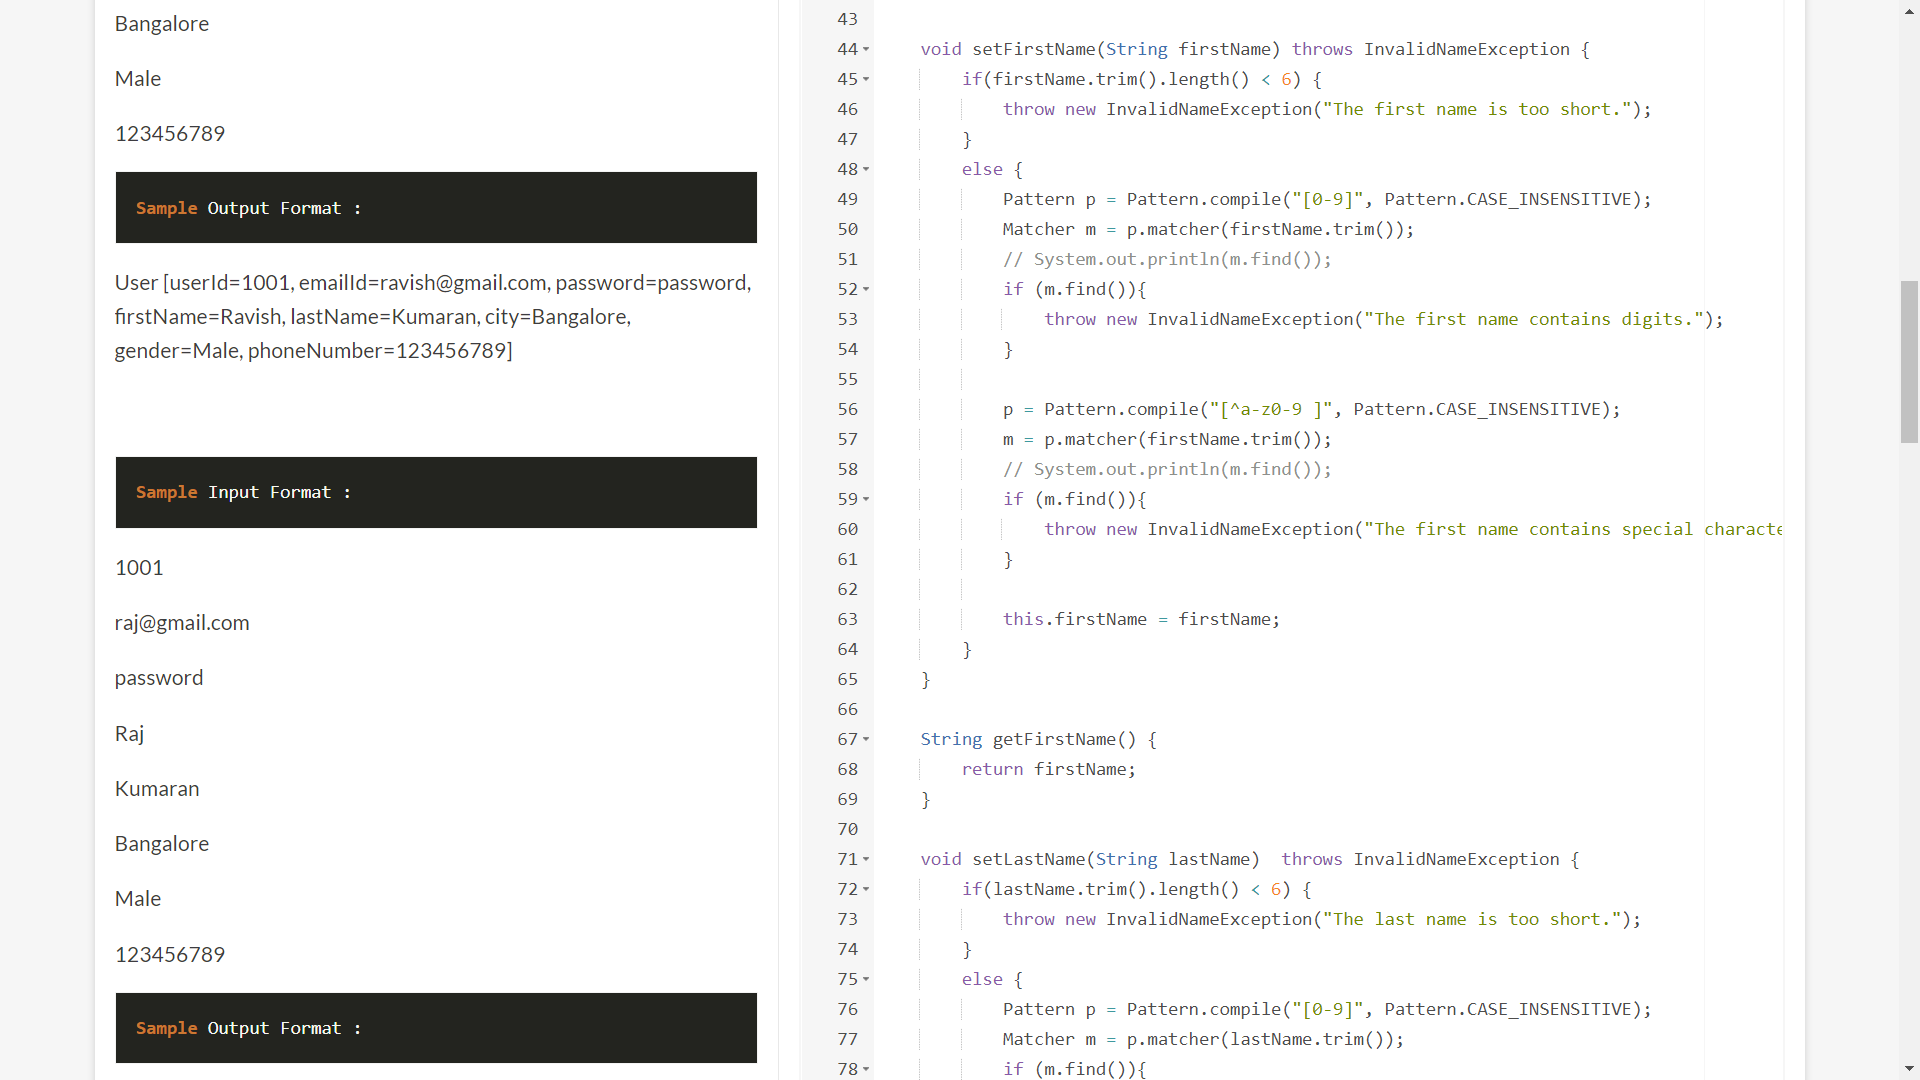 Bangalore
Male
123456789
Sample Output Format :
User [userId=1001, emailId=ravish@gmail.com, password=password,
firstName=Ravish, lastName=Kumaran, city=Bangalore,
gender=Male, phoneNumber=123456789]
Sample Input Format :
1001
raj@gmail.com
password
Raj
Kumaran
Bangalore
Male
123456789
Sample Output Format :
43
44 void setFirstName(String firstName) throws InvalidNameException {
45 if(firstName.trim().length() < 6) {
46 throw new InvalidNameException("The first name is too short.");
47 }
48 else {
49 Pattern p = Pattern.compile("[0-9]", Pattern.CASE_INSENSITIVE);
50 Matcher m = p.matcher(firstName.trim());
51 // System.out.println(m.find());
52 if (m.find()){
53 throw new InvalidNameException("The first name contains digits.");
54 }
55
56 p = Pattern.compile("[^a-z0-9 ]", Pattern.CASE_INSENSITIVE);
57 m = p.matcher(firstName.trim());
58 // System.out.println(m.find());
59 if (m.find()){
60 throw new InvalidNameException("The first name contains special characte
61 }
62
63 this.firstName = firstName;
64 }
65 }
66
67 String getFirstName() {
68 return firstName;
69 }
70
71 void setLastName(String lastName)  throws InvalidNameException {
72 if(lastName.trim().length() < 6) {
73 throw new InvalidNameException("The last name is too short.");
74 }
75 else {
76 Pattern p = Pattern.compile("[0-9]", Pattern.CASE_INSENSITIVE);
77 Matcher m = p.matcher(lastName.trim());
78 if (m.find()){